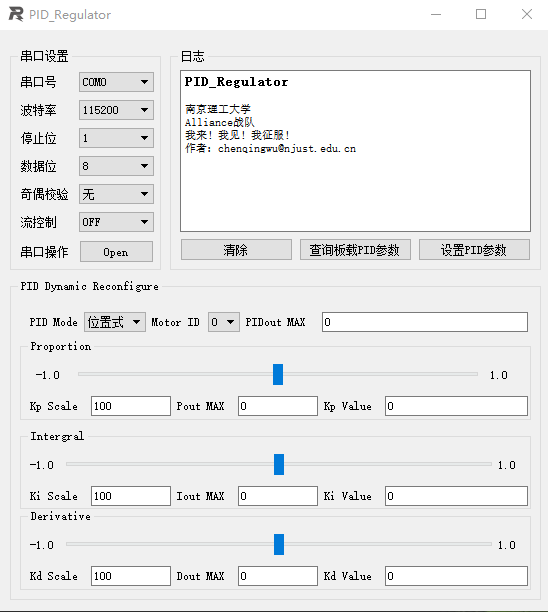 PID_Regulator
串口设置
串口号 COM0
波特率 115200
停止位 1
数据位 8
奇偶校验 无
流控制 OFF
串口操作 Open
日志
PID_Regulator
南京理工大学
Alliance战队
我来！我见！我征服！
作者：chenqingwu@njust.edu.cn
清除 查询板载PID参数 设置PID参数
PID Dynamic Reconfigure
PID Mode 位置式 Motor ID 0 PIDout MAX 0
Proportion
-1.0 1.0
Kp Scale 100 Pout MAX 0 Kp Value 0
Intergral
-1.0 1.0
Ki Scale 100 Iout MAX 0 Ki Value 0
Derivative
-1.0 1.0
Kd Scale 100 Dout MAX 0 Kd Value 0